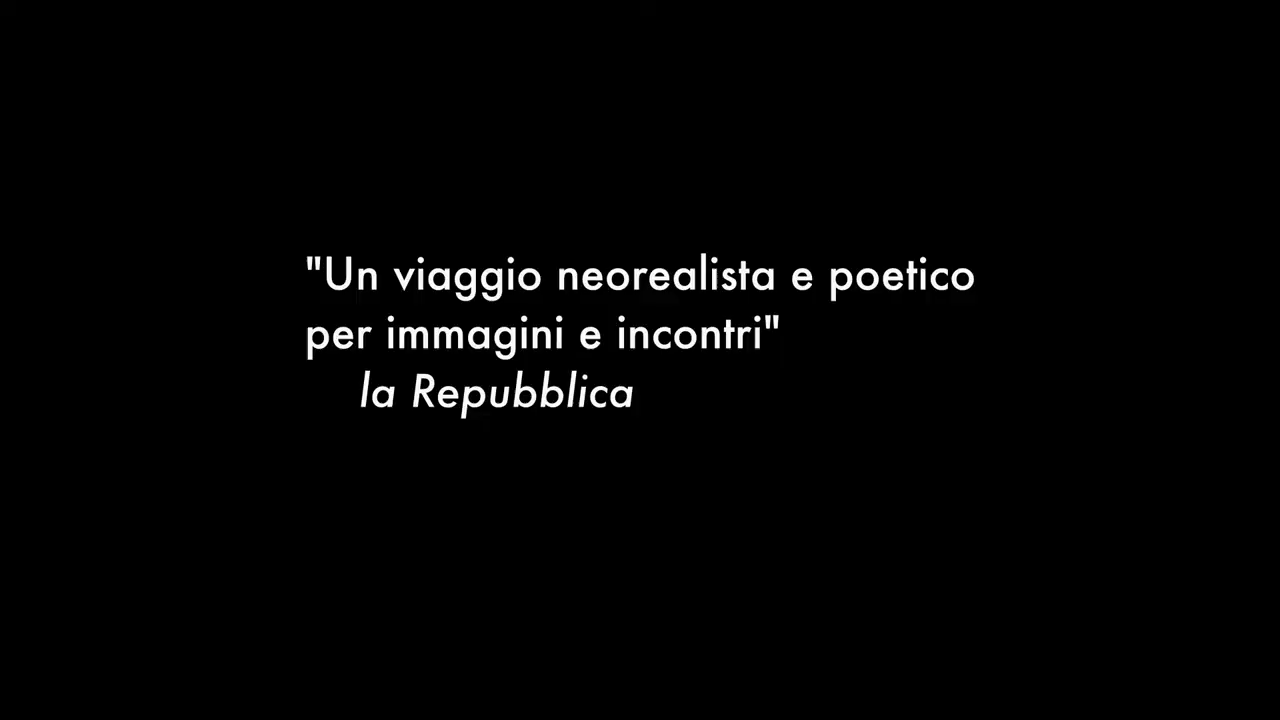 "Un viaggio neorealista e poetico
per immagini e incontri"
la Repubblica